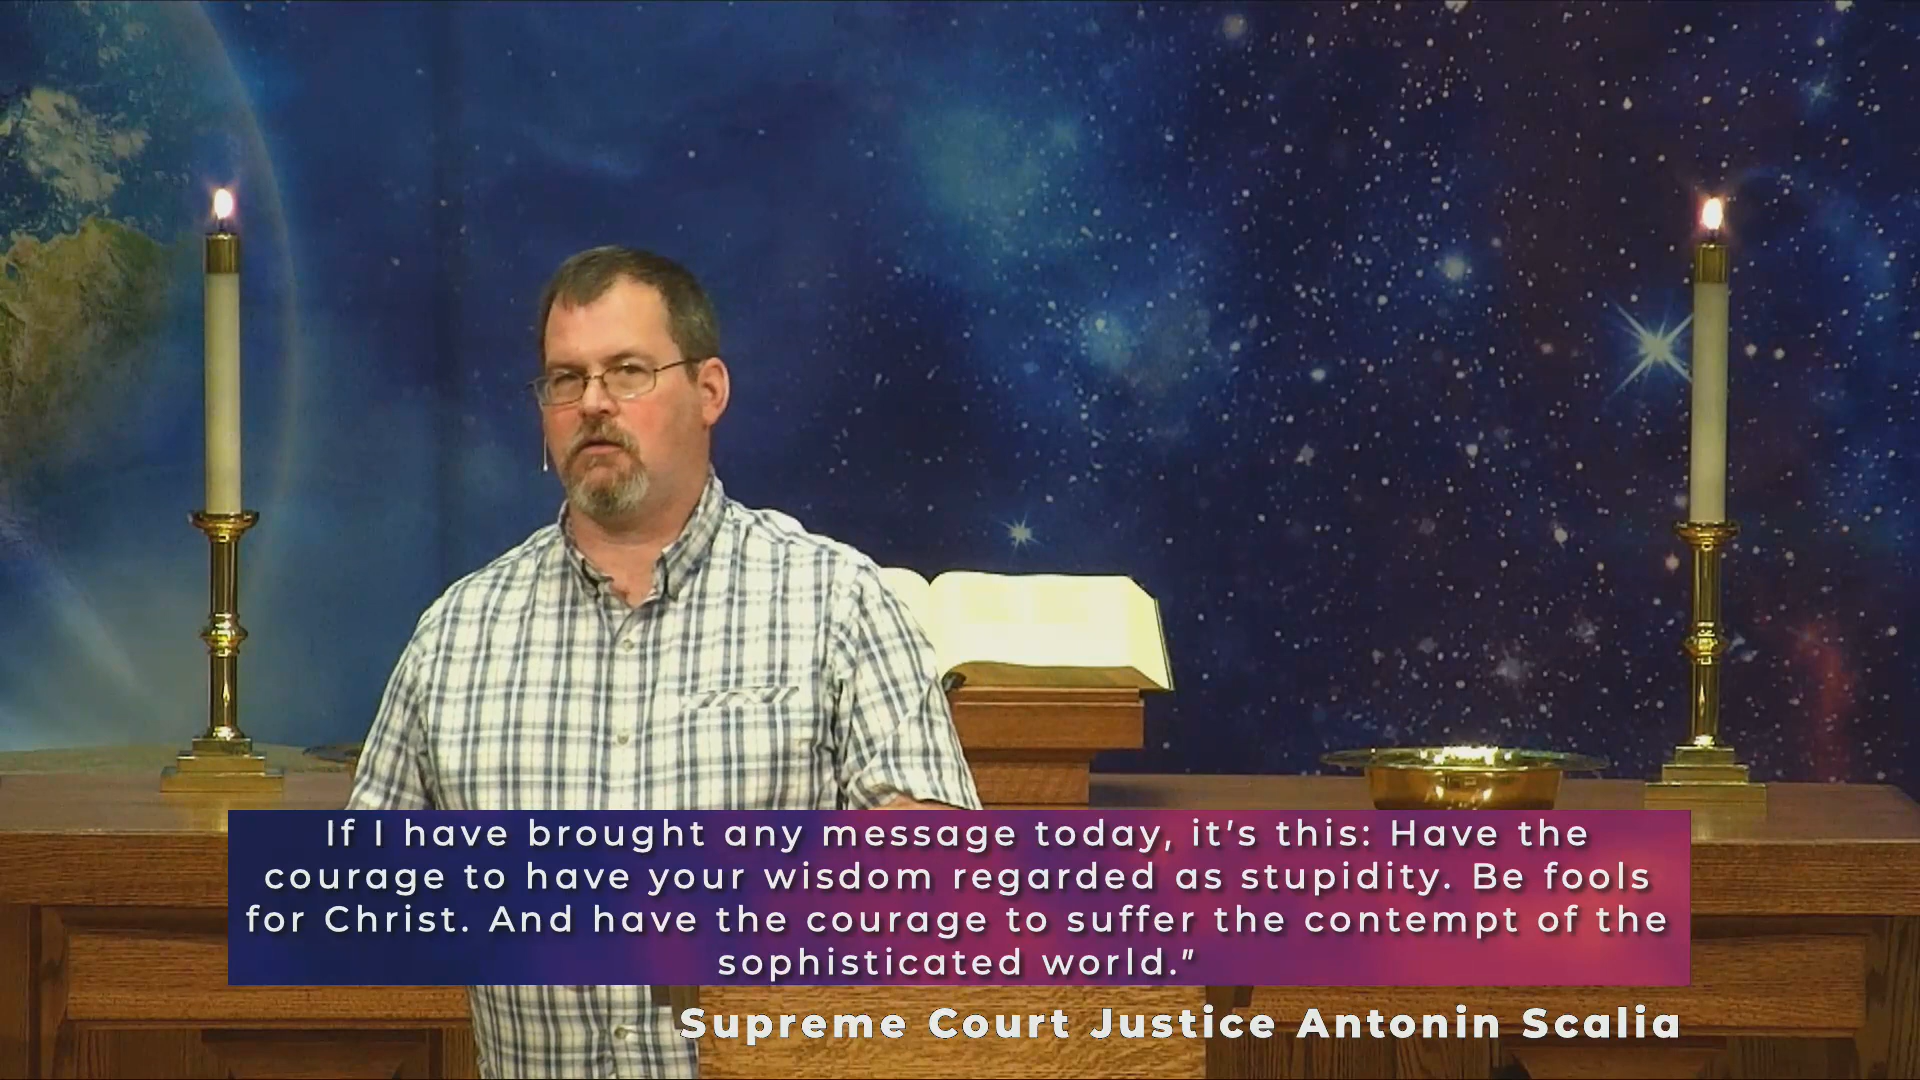 If I have brought any message today, it's this: Have the
courage to have your wisdom regarded as stupidity. Be fools
for Christ. And have the courage to suffer the contempt of the
sophisticated world.”
Supreme Court Justice Antonin Scalia